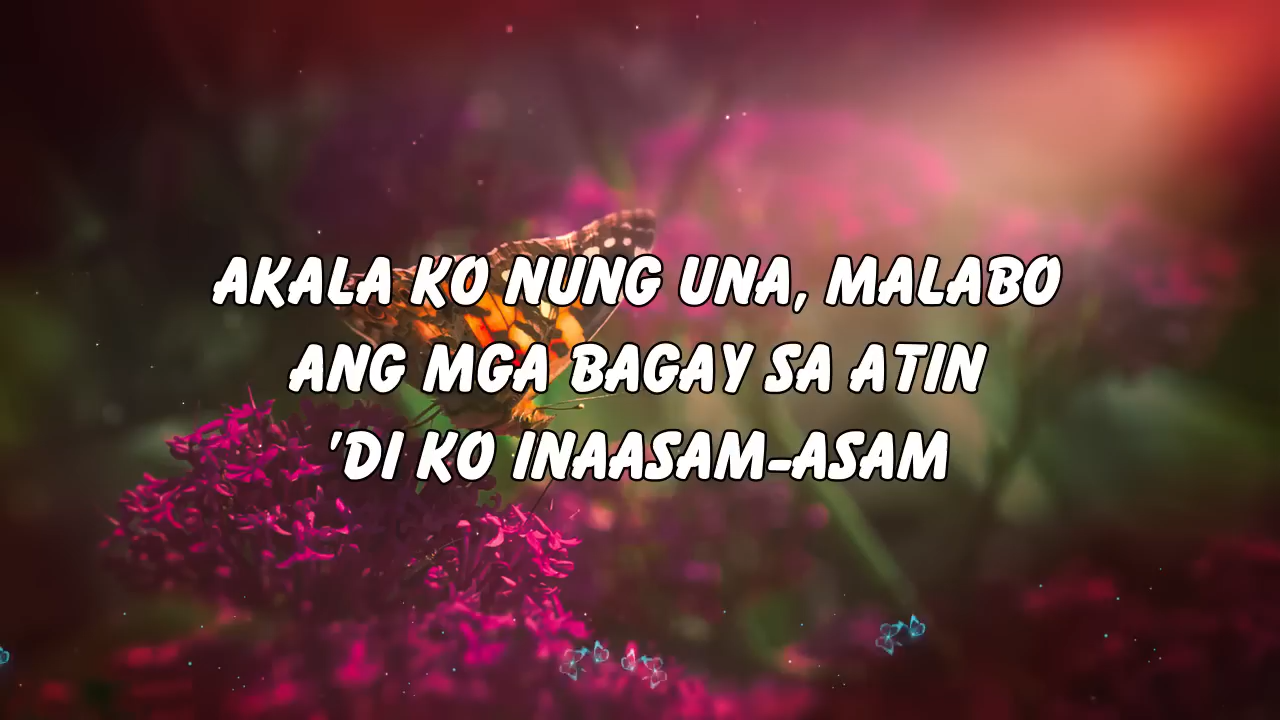 AKALA KO NUNG UNA, MALABO
ANG MGA BAGAY SA ATIN
'DI KO INAASAM-ASAM